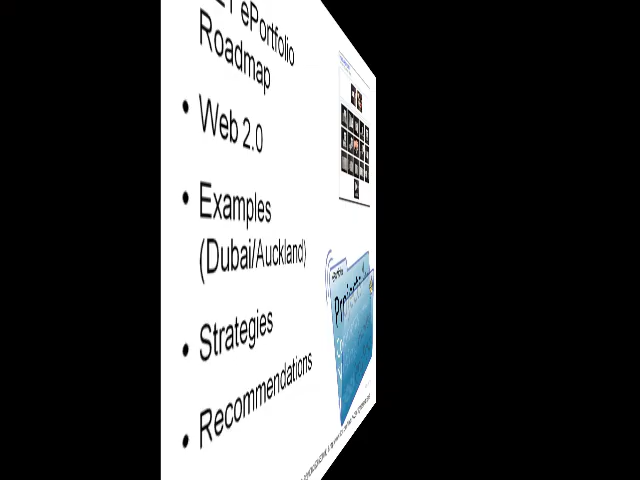 ePortfolio
Roadmap
• Web 2.0
• Examples
(Dubai/Auckland)
• Strategies
• Recommendations